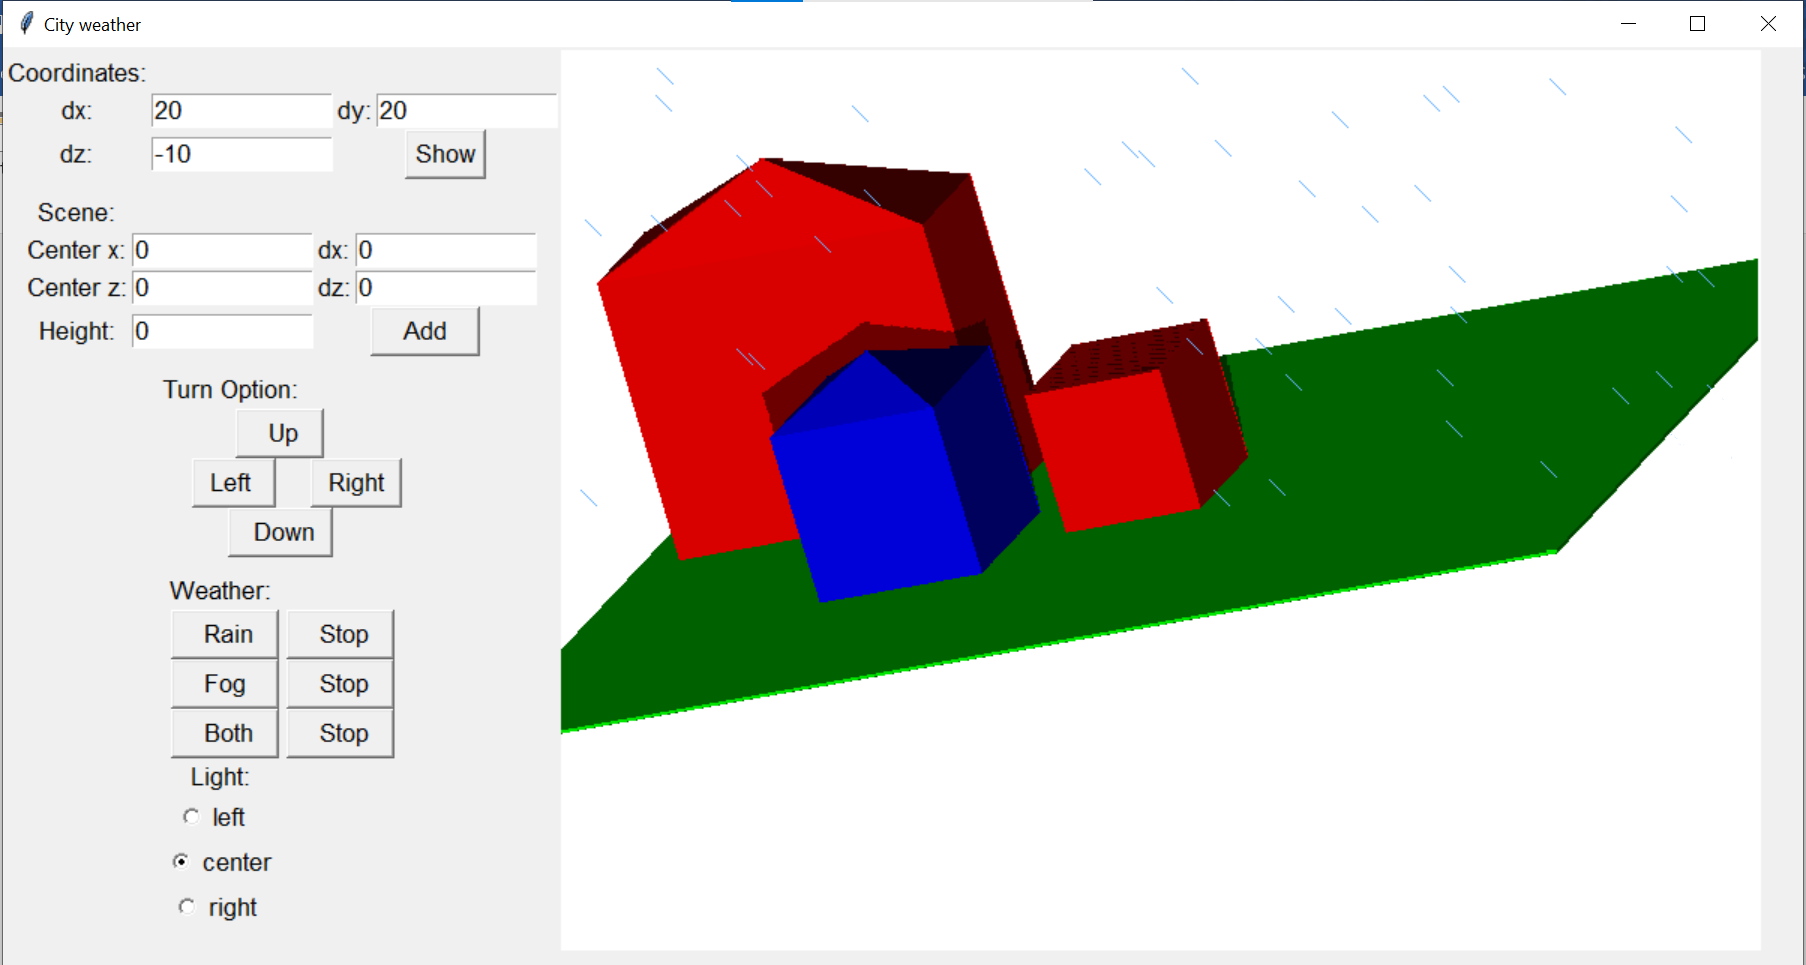 City weather
Coordinates:
dx: 20 dy: 20
dz: -10 Show
Scene:
Center x: 0 dx: 0
Center z: 0 dz: 0
Height: 0 Add
Turn Option:
Up
Left Right
Down
Weather:
Rain Stop
Fog Stop
Both Stop
Light:
left
center
right